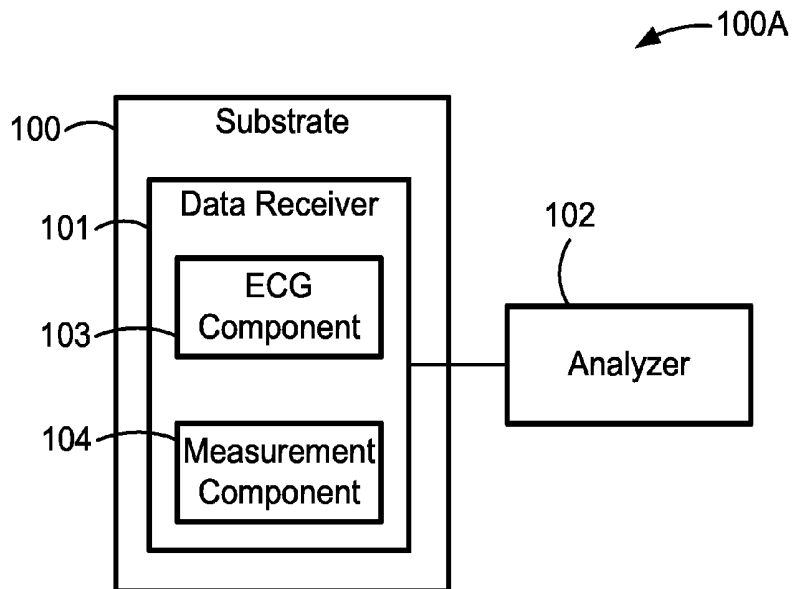 100A
100
Substrate
Data Receiver
101
102
ECG
Component
103
Analyzer
104
Measurement
Component